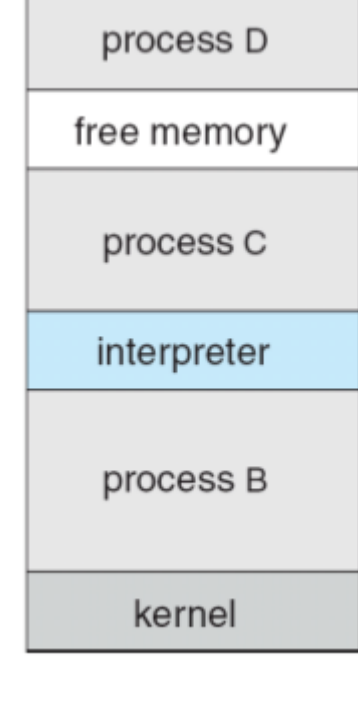 process D
free memory
process C
interpreter
process B
kernel